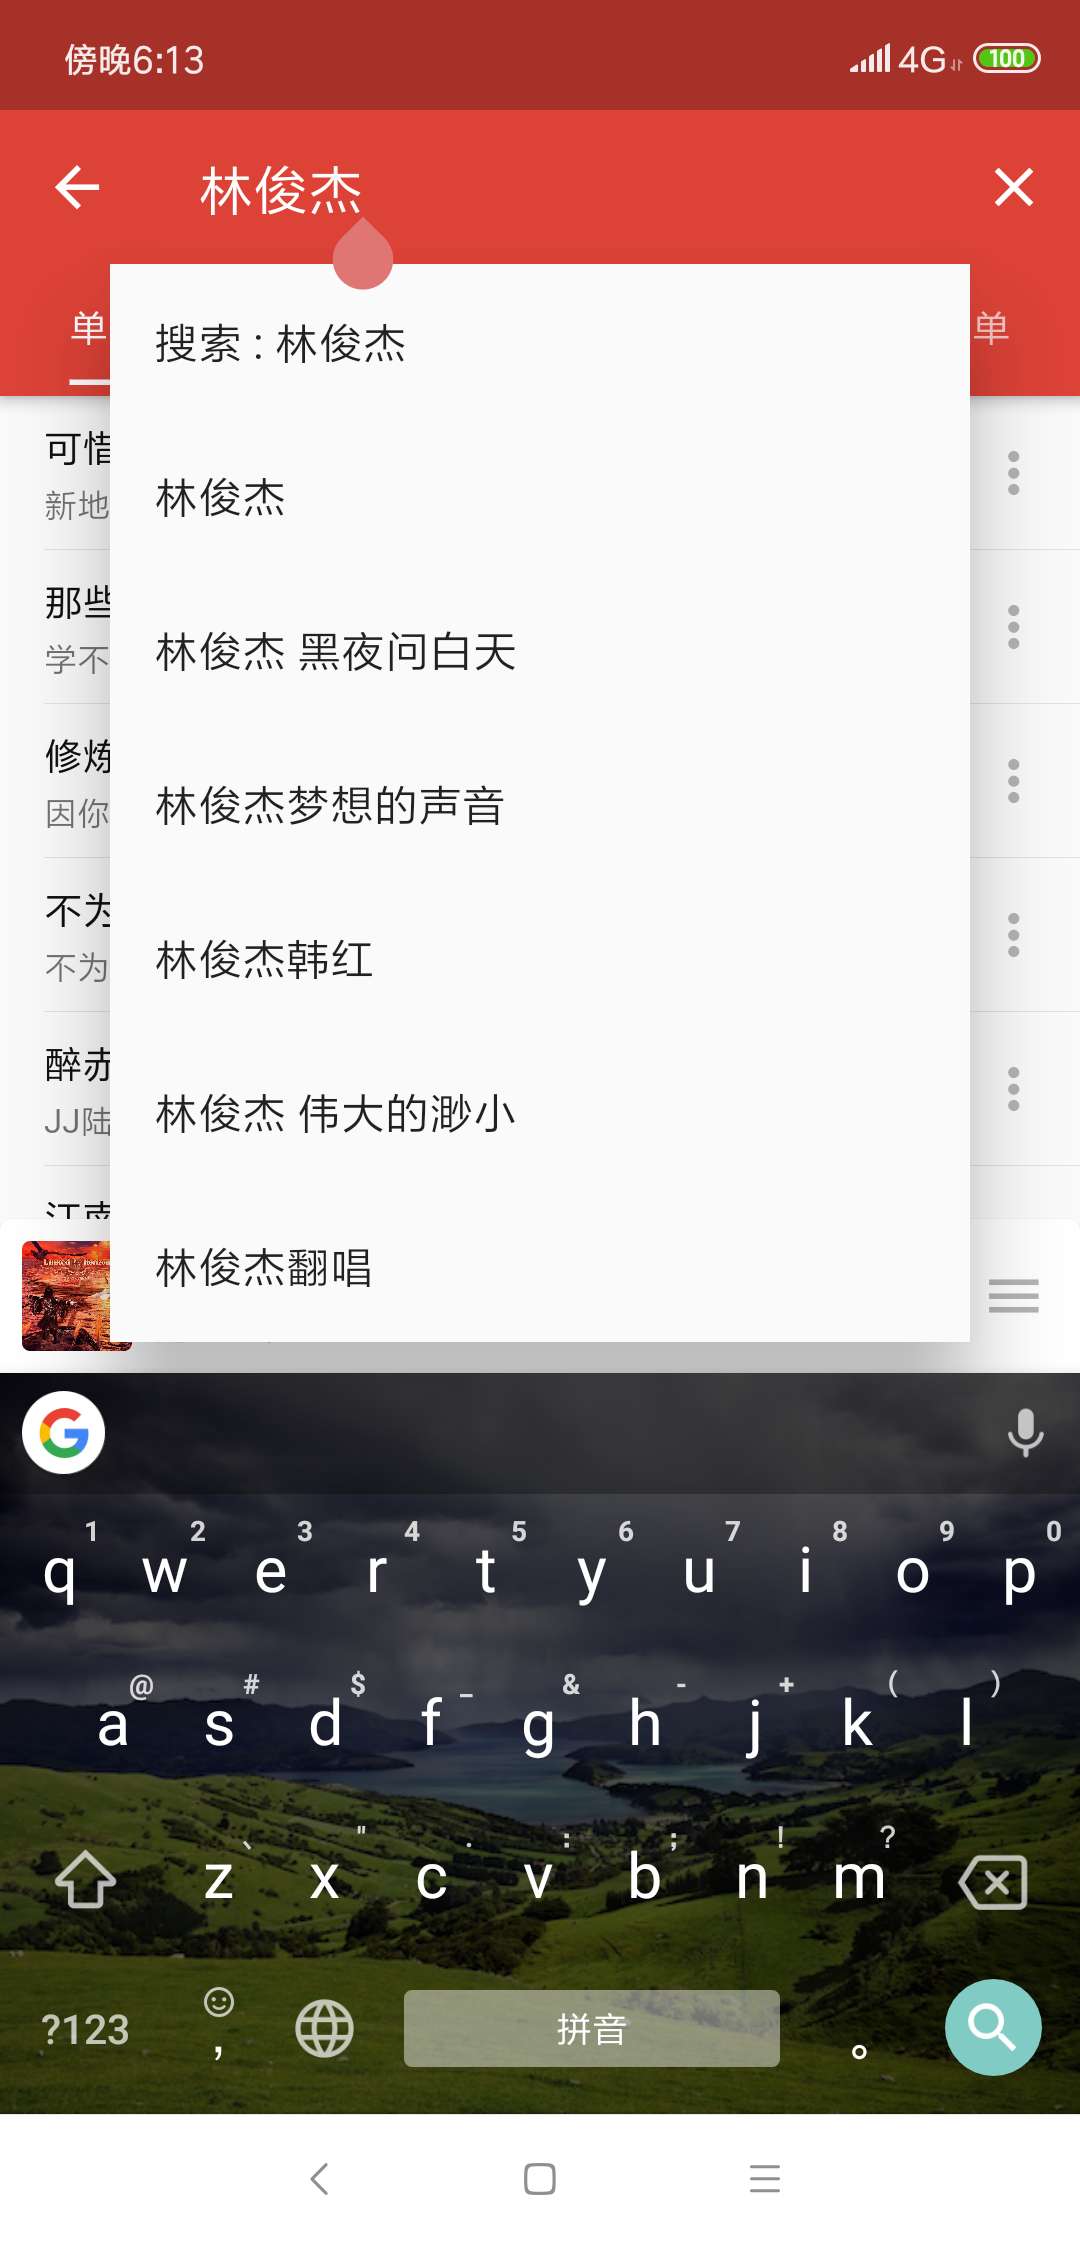 傍晚6:13
4G
100
林俊杰
单
单
搜索 : 林俊杰
可惜
新地
林俊杰
那些
学不
林俊杰 黑夜问白天
修炼
因你
林俊杰梦想的声音
不为
不为
林俊杰韩红
醉赤
JJ陆
林俊杰 伟大的渺小
江南
林俊杰翻唱
G
1 2 3 4 5 6 7 8 9 0
q w e r t y u i o p
@ # $ _ & - + ( )
a s d f g h j k l
、 " . : ; ! ?
z x c v b n m
?123 , 拼音 。